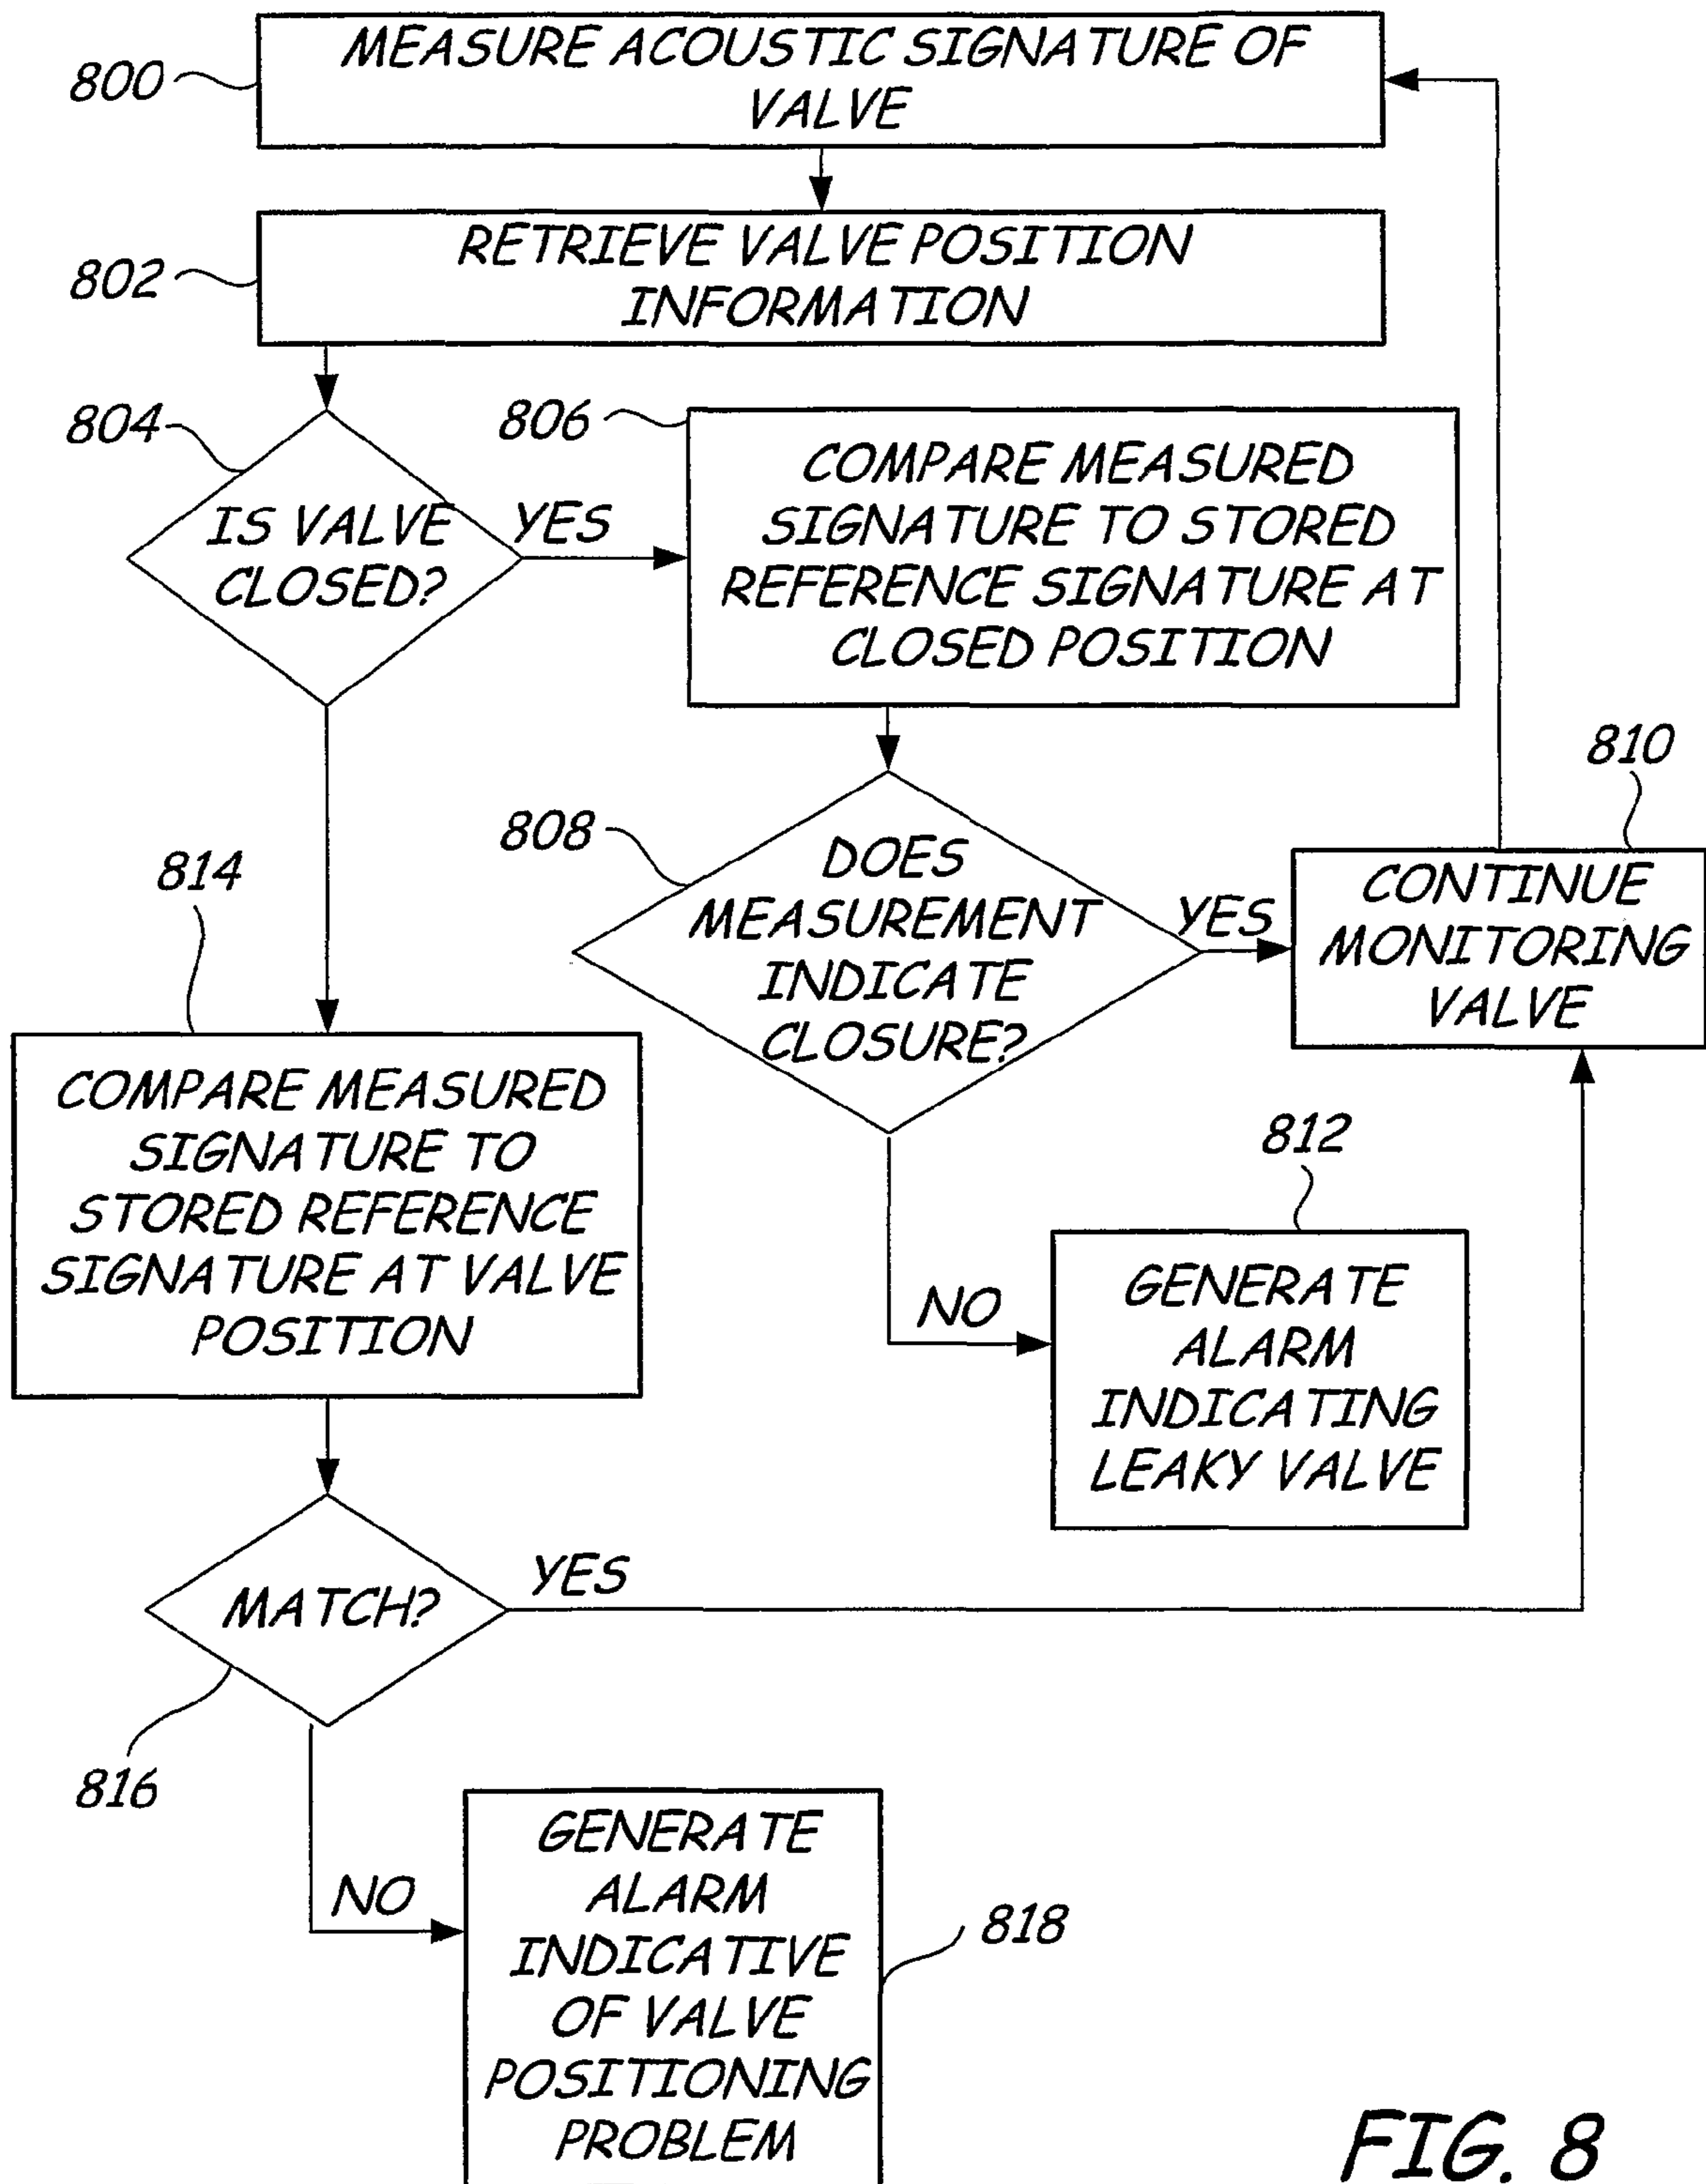 800
MEASURE ACOUSTIC SIGNATURE OF
VALVE
802
RETRIEVE VALVE POSITION
INFORMATION
804
IS VALVE
CLOSED?
YES
806
COMPARE MEASURED
SIGNATURE TO STORED
REFERENCE SIGNATURE AT
CLOSED POSITION
808
DOES
MEASUREMENT
INDICATE
CLOSURE?
YES
810
CONTINUE
MONITORING
VALVE
NO
812
GENERATE
ALARM
INDICATING
LEAKY VALVE
814
COMPARE MEASURED
SIGNATURE TO
STORED REFERENCE
SIGNATURE AT VALVE
POSITION
MATCH?
YES
816
NO
GENERATE
ALARM
INDICATIVE
OF VALVE
POSITIONING
PROBLEM
818
FIG. 8